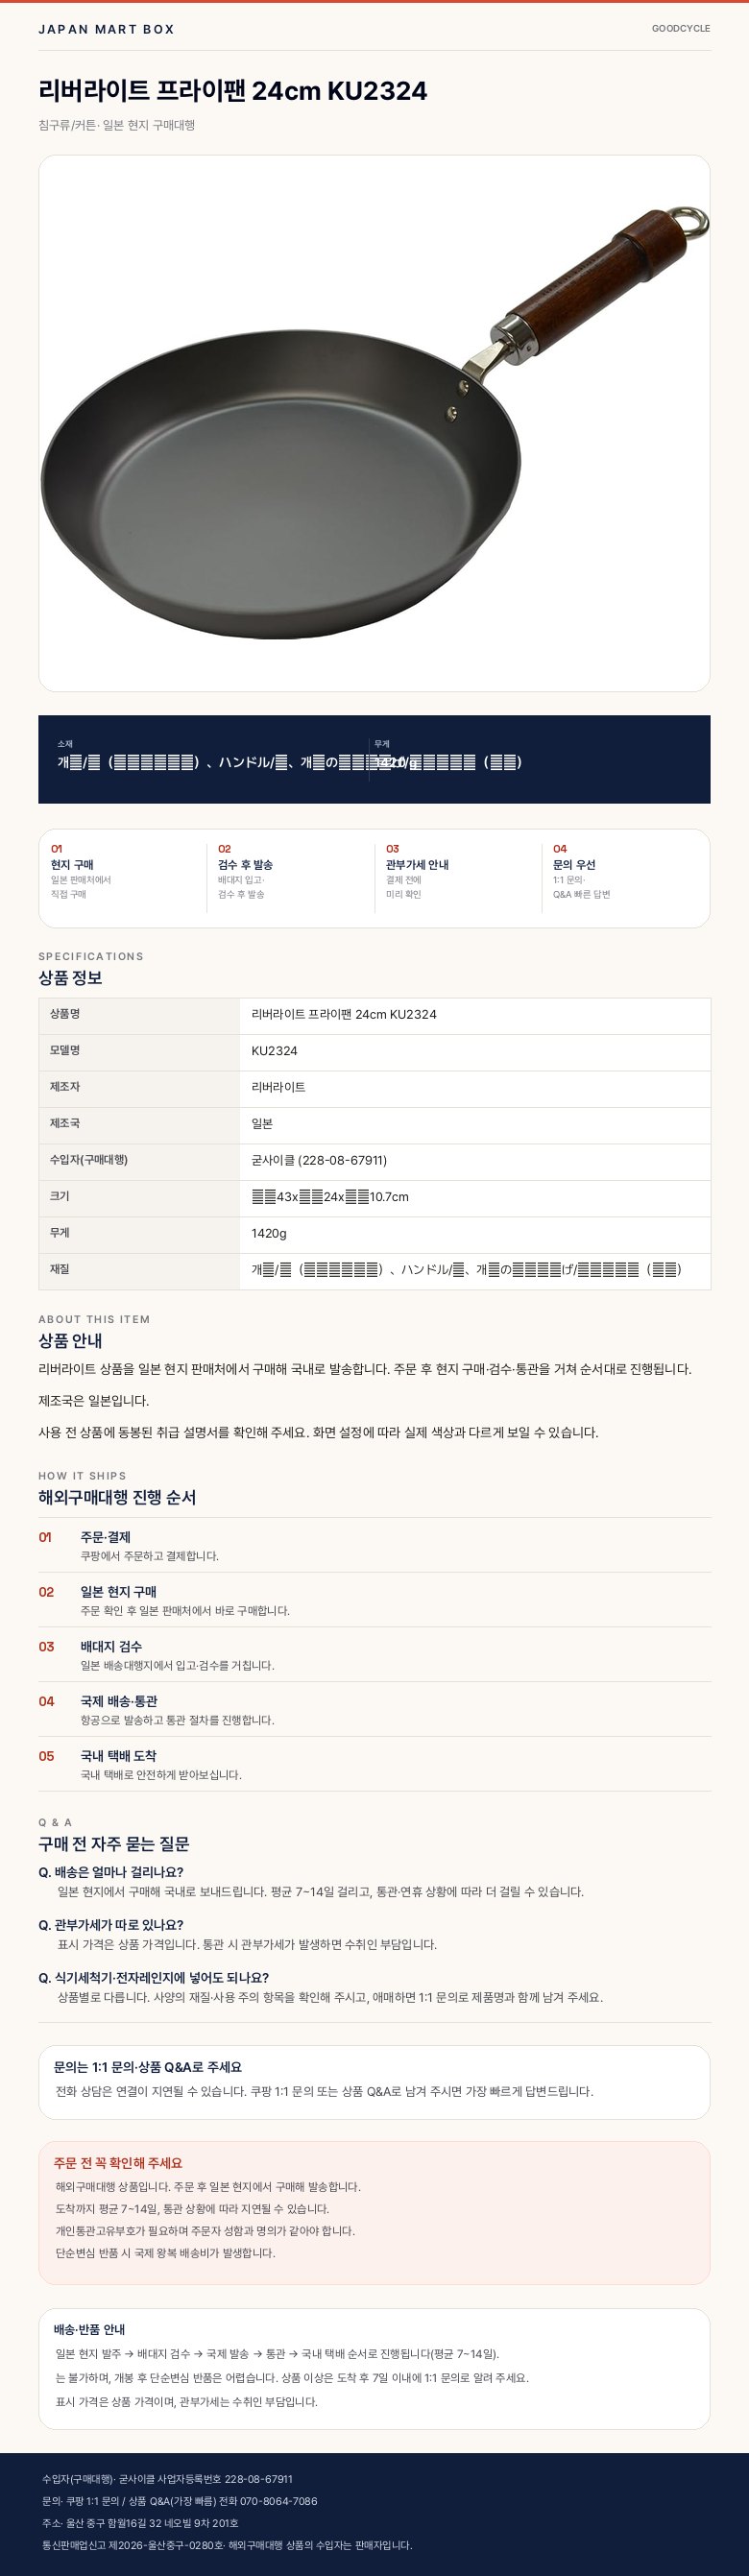 JAPAN MART BOX
GOODCYCLE
리버라이트 프라이팬 24cm KU2324
침구류/커튼· 일본 현지 구매대행
소재
무게
01
현지 구매
일본 판매처에서
직접 구매
02
검수 후 발송
배대지 입고·
검수 후 발송
03
관부가세 안내
결제 전에
미리 확인
04
문의 우선
1:1 문의·
Q&A 빠른 답변
SPECIFICATIONS
상품 정보
상품명 리버라이트 프라이팬 24cm KU2324
모델명 KU2324
제조자 리버라이트
제조국 일본
수입자(구매대행) 굳사이클 (228-08-67911)
크기 43x 24x 10.7cm
무게 1420g
재질 ハンドル/
ABOUT THIS ITEM
상품 안내
리버라이트 상품을 일본 현지 판매처에서 구매해 국내로 발송합니다. 주문 후 현지 구매·검수·통관을 거쳐 순서대로 진행됩니다.
제조국은 일본입니다.
사용 전 상품에 동봉된 취급 설명서를 확인해 주세요. 화면 설정에 따라 실제 색상과 다르게 보일 수 있습니다.
HOW IT SHIPS
해외구매대행 진행 순서
01 주문·결제
쿠팡에서 주문하고 결제합니다.
02 일본 현지 구매
주문 확인 후 일본 판매처에서 바로 구매합니다.
03 배대지 검수
일본 배송대행지에서 입고·검수를 거칩니다.
04 국제 배송·통관
항공으로 발송하고 통관 절차를 진행합니다.
05 국내 택배 도착
국내 택배로 안전하게 받아보십니다.
Q & A
구매 전 자주 묻는 질문
Q. 배송은 얼마나 걸리나요?
일본 현지에서 구매해 국내로 보내드립니다. 평균 7~14일 걸리고, 통관·연휴 상황에 따라 더 걸릴 수 있습니다.
Q. 관부가세가 따로 있나요?
표시 가격은 상품 가격입니다. 통관 시 관부가세가 발생하면 수취인 부담입니다.
Q. 식기세척기·전자레인지에 넣어도 되나요?
상품별로 다릅니다. 사양의 재질·사용 주의 항목을 확인해 주시고, 애매하면 1:1 문의로 제품명과 함께 남겨 주세요.
문의는 1:1 문의·상품 Q&A로 주세요
전화 상담은 연결이 지연될 수 있습니다. 쿠팡 1:1 문의 또는 상품 Q&A로 남겨 주시면 가장 빠르게 답변드립니다.
주문 전 꼭 확인해 주세요
해외구매대행 상품입니다. 주문 후 일본 현지에서 구매해 발송합니다.
도착까지 평균 7~14일, 통관 상황에 따라 지연될 수 있습니다.
개인통관고유부호가 필요하며 주문자 성함과 명의가 같아야 합니다.
단순변심 반품 시 국제 왕복 배송비가 발생합니다.
배송·반품 안내
일본 현지 발주 → 배대지 검수 → 국제 발송 → 통관 → 국내 택배 순서로 진행됩니다(평균 7~14일).
는 불가하며, 개봉 후 단순변심 반품은 어렵습니다. 상품 이상은 도착 후 7일 이내에 1:1 문의로 알려 주세요.
표시 가격은 상품 가격이며, 관부가세는 수취인 부담입니다.
수입자(구매대행)· 굳사이클 사업자등록번호 228-08-67911
문의· 쿠팡 1:1 문의 / 상품 Q&A(가장 빠름) 전화 070-8064-7086
주소· 울산 중구 함월16길 32 네오빌 9차 201호
통신판매업신고 제2026-울산중구-0280호· 해외구매대행 상품의 수입자는 판매자입니다.